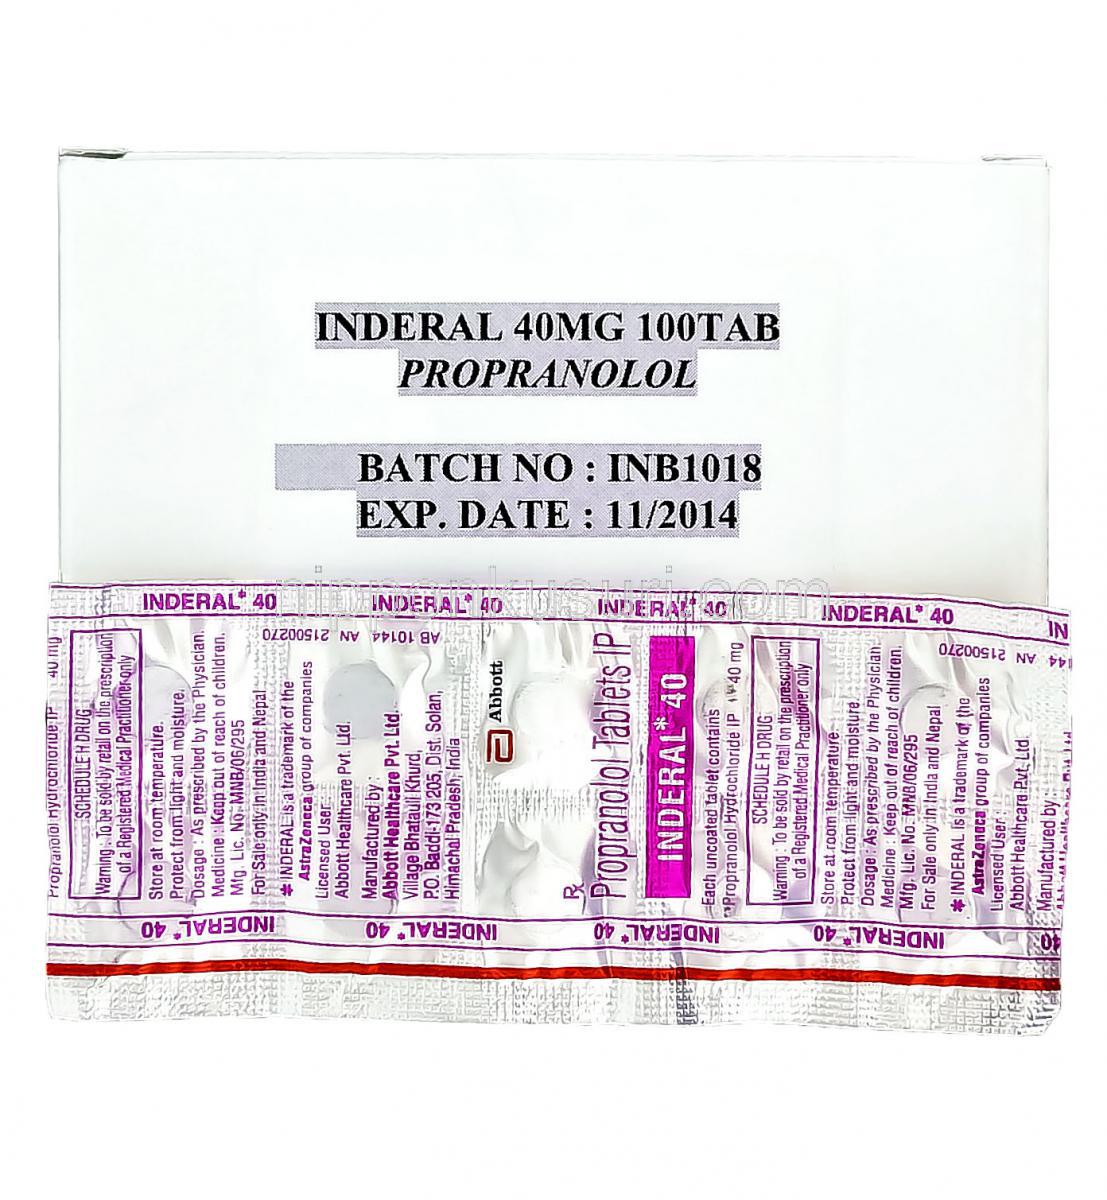 INDERAL 40MG 100TAB
PROPRANOLOL
BATCH NO : INB1018
EXP. DATE : 11/2014
nipponkusuri.com
INDERAL* 40 INDERAL* 40 INDERAL* 40 INDERAL* 40 IN
Propranolol Hydrochloride IP 40 mg
SCHEDULE H DRUG
Warning : To be sold by retail on the prescription
of a Registered Medical Practitioner only
Store at room temperature.
Protect from light and moisture.
Dosage : As prescribed by the Physician.
Medicine : Keep out of reach of children.
Mfg. Lic. No.: MNB/06/295
For Sale only in India and Nepal
* INDERAL is a trademark of the
AstraZeneca group of companies
Licensed User:
Abbott Healthcare Pvt. Ltd.
Manufactured by :
Abbott Healthcare Pvt. Ltd
Village Bhatauli Khurd,
P.O. Baddi-173 205, Dist. Solan,
Himachal Pradesh, India
AB 10144 AN 21500270
Abbott
Rx
Propranolol Tablets IP
INDERAL* 40
Each uncoated tablet contains
Propranolol Hydrochloride IP 40 mg
SCHEDULE H DRUG
Warning : To be sold by retail on the prescription
of a Registered Medical Practitioner only
Store at room temperature.
Protect from light and moisture.
Dosage : As prescribed by the Physician.
Medicine : Keep out of reach of children.
Mfg. Lic. No.: MNB/06/295
For Sale only in India and Nepal
* INDERAL is a trademark of the
AstraZeneca group of companies
Licensed User :
Abbott Healthcare Pvt. Ltd.
Manufactured by
144 AN 21500270
INDERAL* 40 INDERAL* 40 INDERAL* 40 INDERAL* 40 40